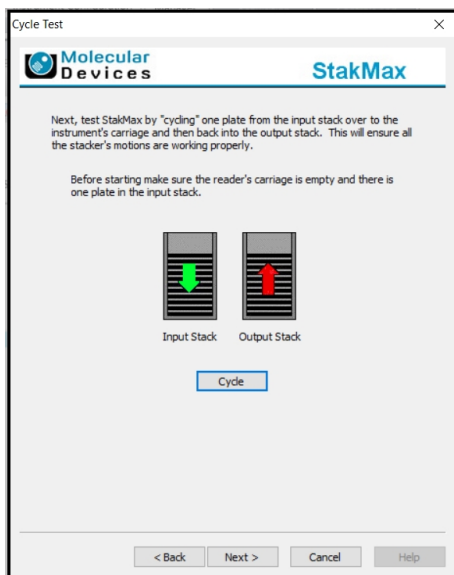 Cycle Test
Molecular
Devices
StakMax
Next, test StakMax by "cycling" one plate from the input stack over to the
instrument's carriage and then back into the output stack. This will ensure all
the stacker's motions are working properly.
Before starting make sure the reader's carriage is empty and there is
one plate in the input stack.
Input Stack Output Stack
Cycle
< Back Next > Cancel Help